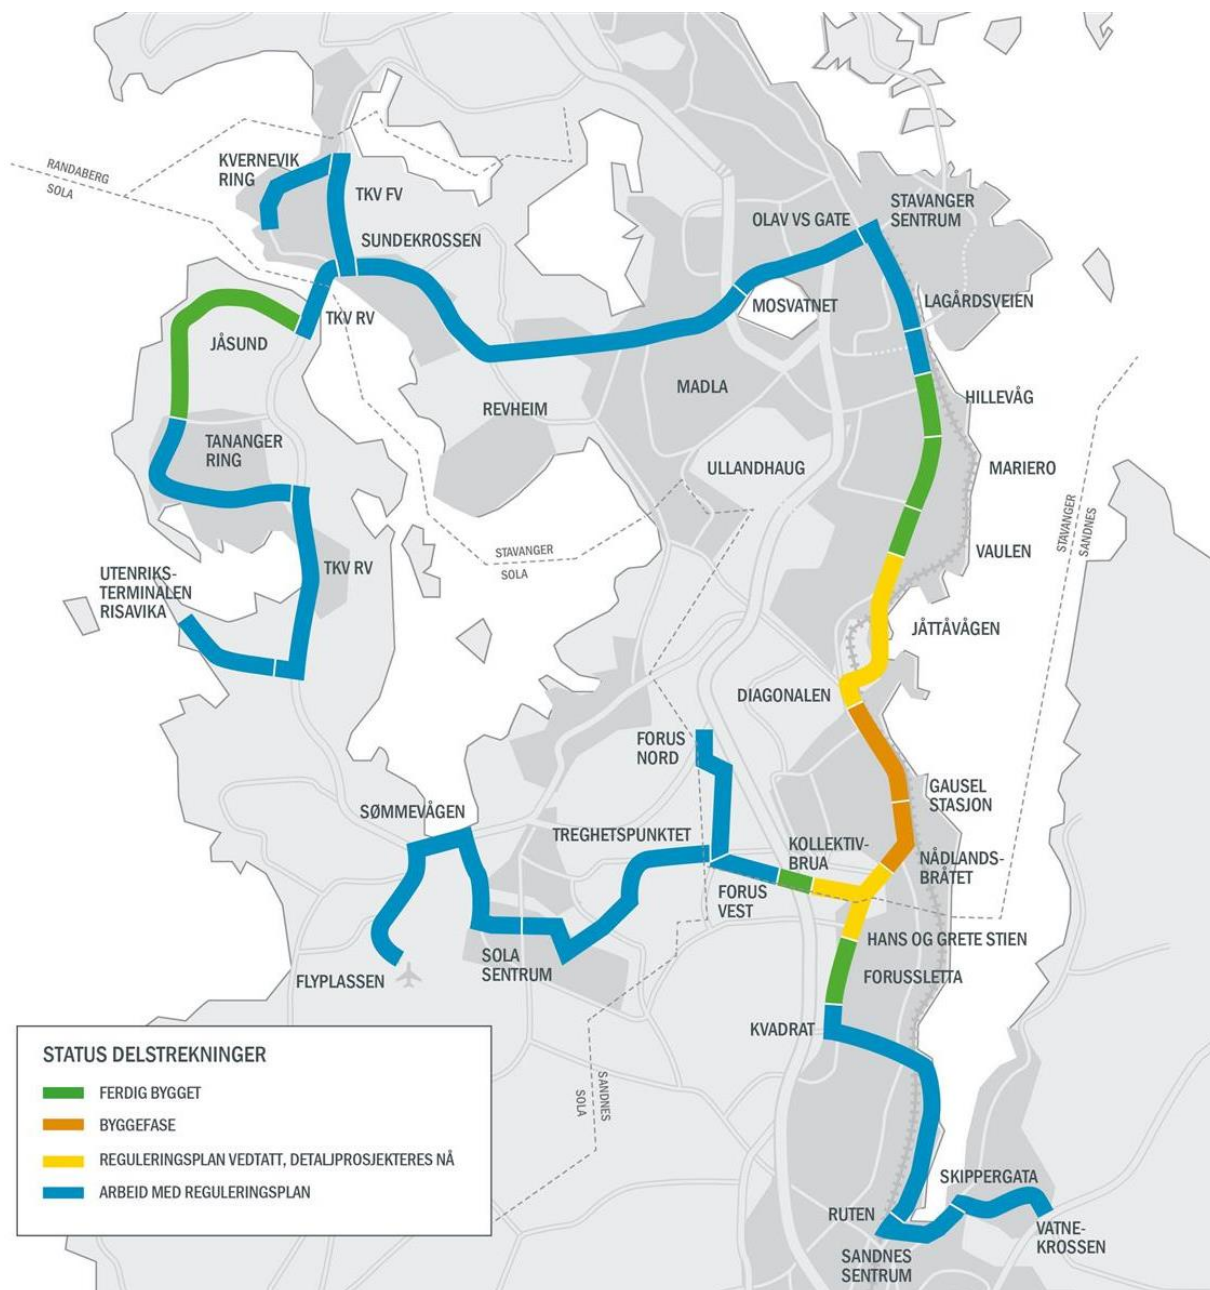 KVERNEVIK
RING
RANDABERG
SOLA
TKV FV
SUNDEKROSSEN
OLAV VS GATE
STAVANGER
SENTRUM
MOSVATNET
LAGÅRDSVEIEN
TKV RV
JÅSUND
MADLA
HILLEVÅG
REVHEIM
TANANGER
RING
ULLANDHAUG
MARIERO
STAVANGER
SANDNES
STAVANGER
SOLA
VAULEN
TKV RV
UTENRIKS-
TERMINALEN
RISAVIKA
JÅTTÅVÅGEN
DIAGONALEN
FORUS
NORD
GAUSEL
STASJON
SØMMEVÅGEN
TREGHETSPUNKTET
KOLLEKTIV-
BRUA
NÅDLANDS-
BRÅTET
FORUS
VEST
HANS OG GRETE STIEN
SOLA
SENTRUM
FLYPLASSEN
FORUSSLETTA
KVADRAT
STATUS DELSTREKNINGER
FERDIG BYGGET
BYGGEFASE
REGULERINGSPLAN VEDTATT, DETALJPROSJEKTERES NÅ
ARBEID MED REGULERINGSPLAN
SANDNES
SOLA
SKIPPERGATA
RUTEN
VATNE-
KROSSEN
SANDNES
SENTRUM